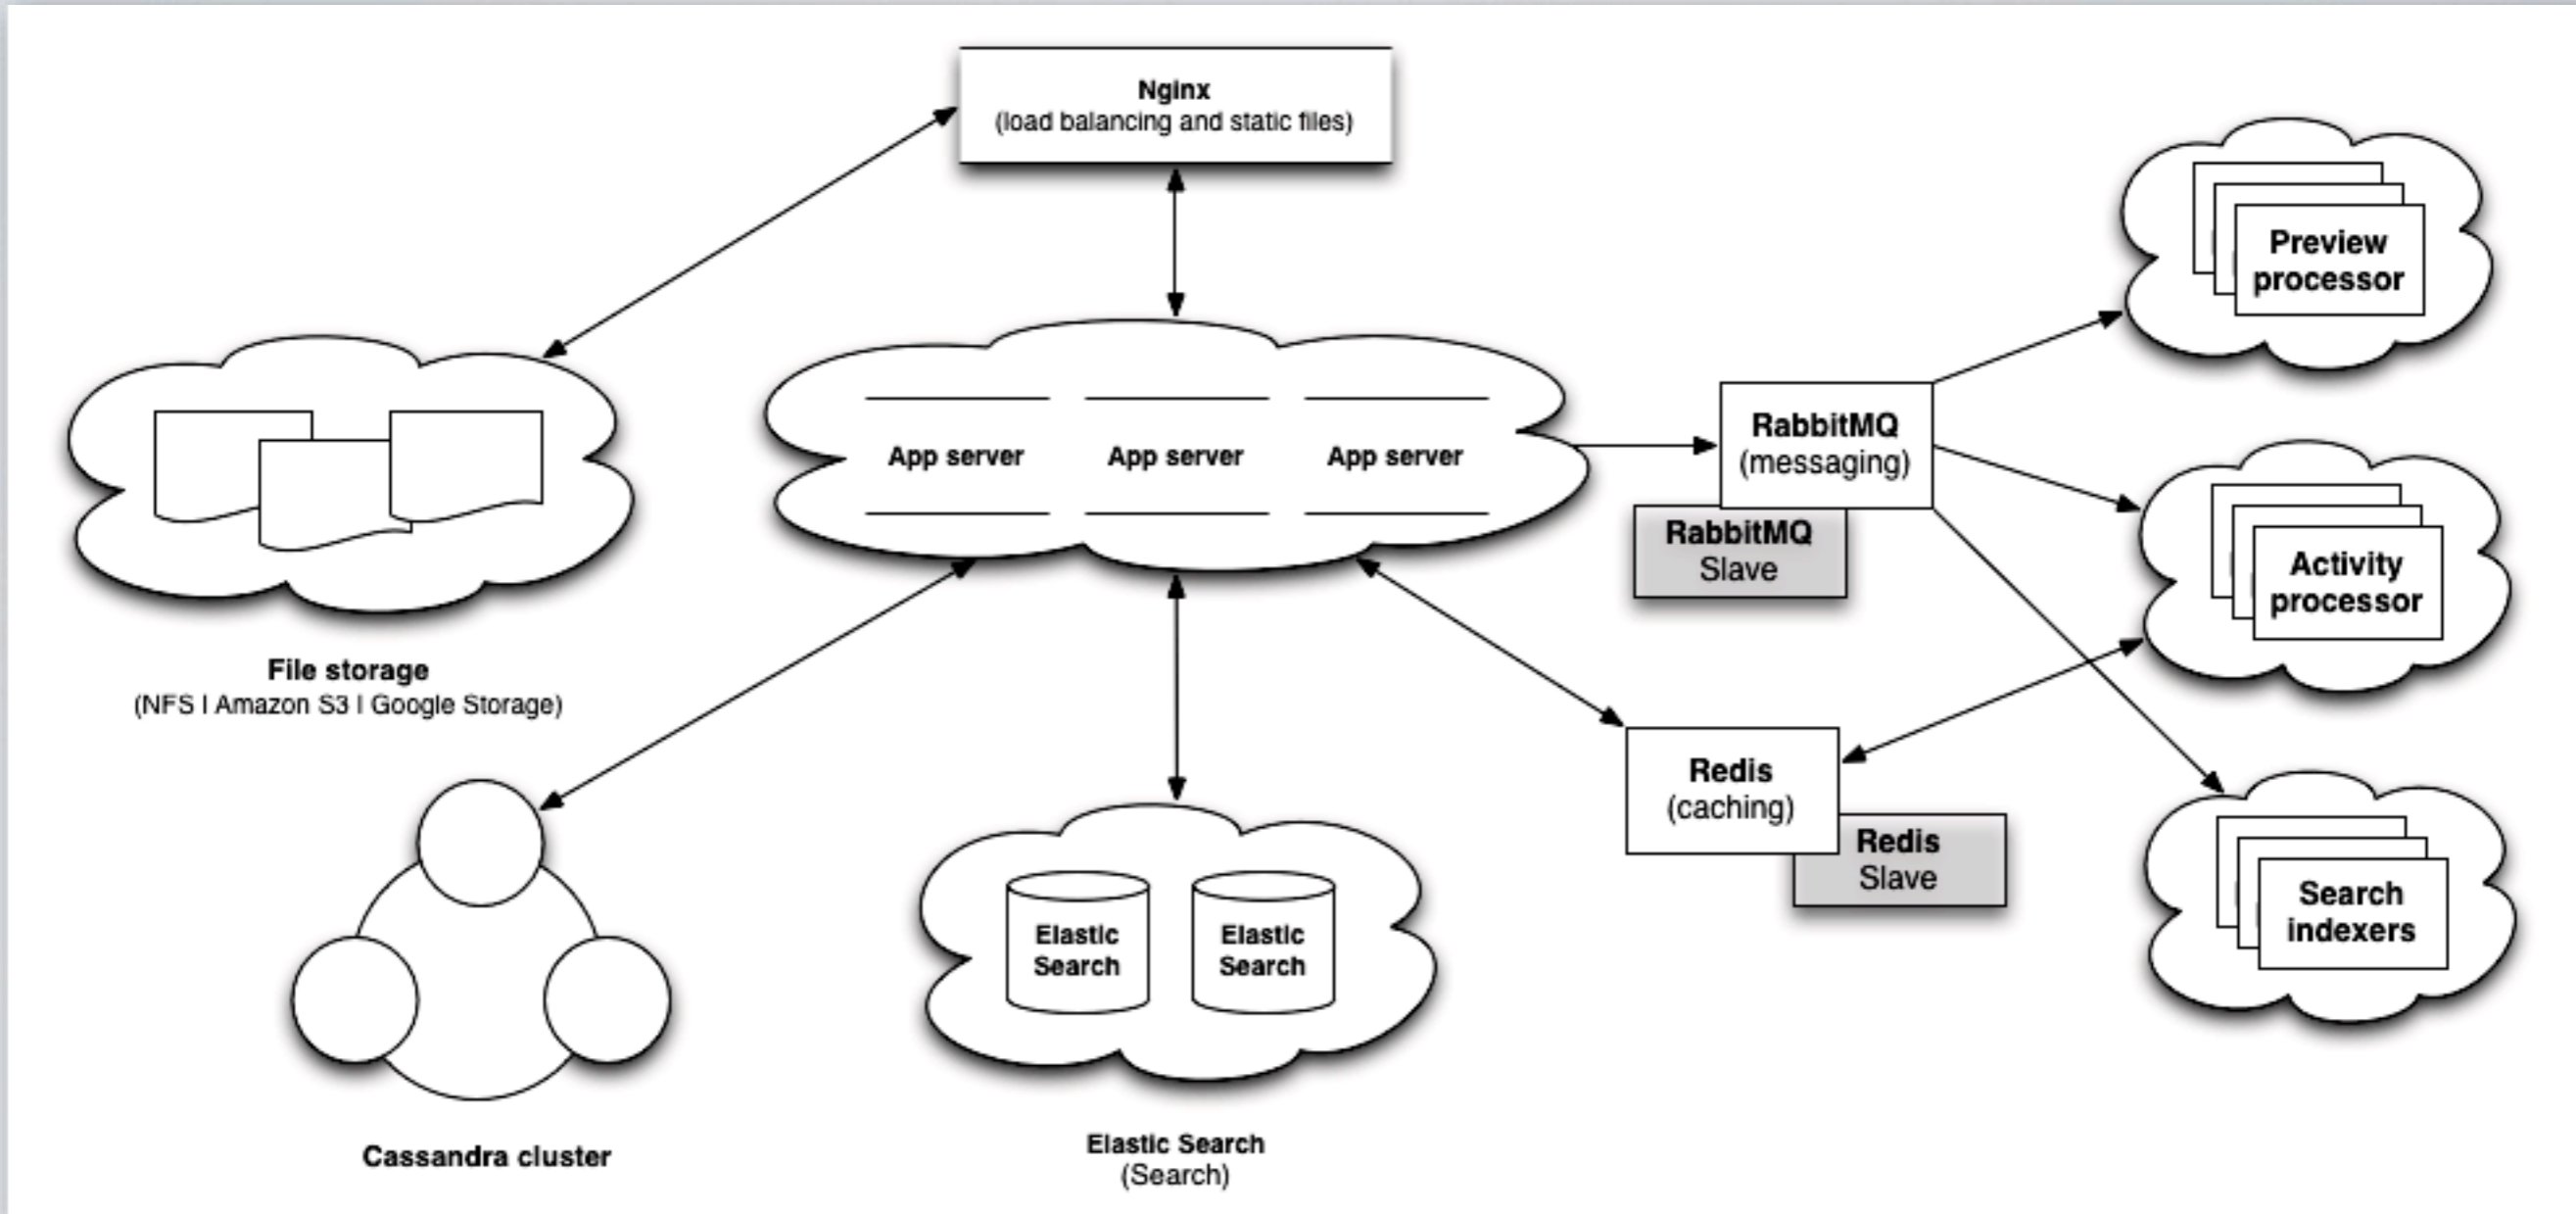 Nginx
(load balancing and static files)
Preview
processor
App server
App server
App server
RabbitMQ
(messaging)
RabbitMQ
Slave
Activity
processor
File storage
(NFS | Amazon S3 | Google Storage)
Redis
(caching)
Redis
Slave
Search
indexers
Elastic
Search
Elastic
Search
Cassandra cluster
Elastic Search
(Search)